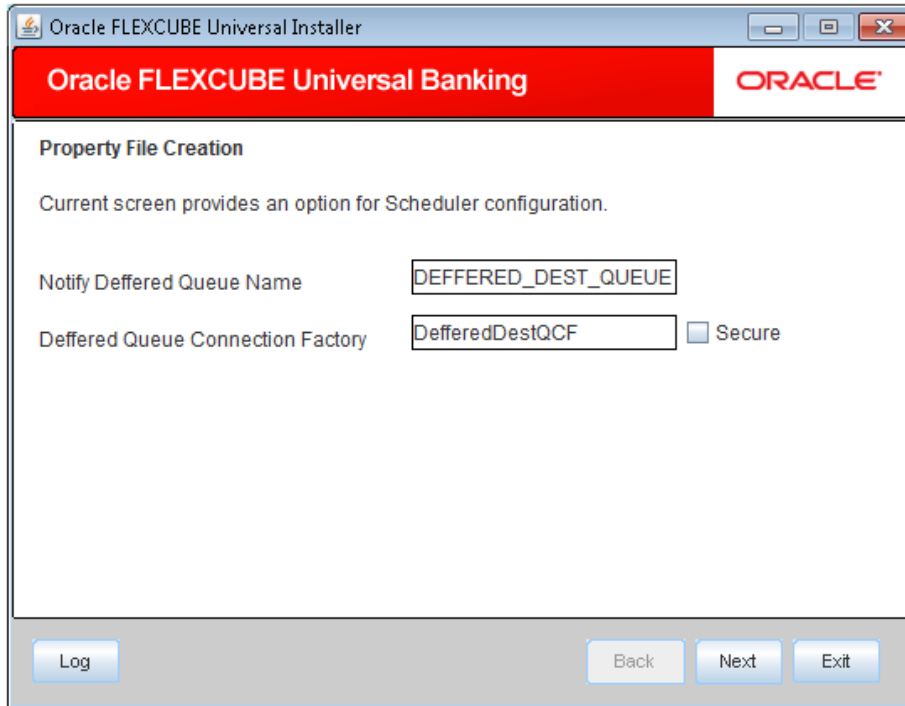 Oracle FLEXCUBE Universal Installer
Oracle FLEXCUBE Universal Banking
ORACLE
Property File Creation
Current screen provides an option for Scheduler configuration.
Notify Deffered Queue Name DEFFERED_DEST_QUEUE
Deffered Queue Connection Factory DefferedDestQCF Secure
Log Back Next Exit